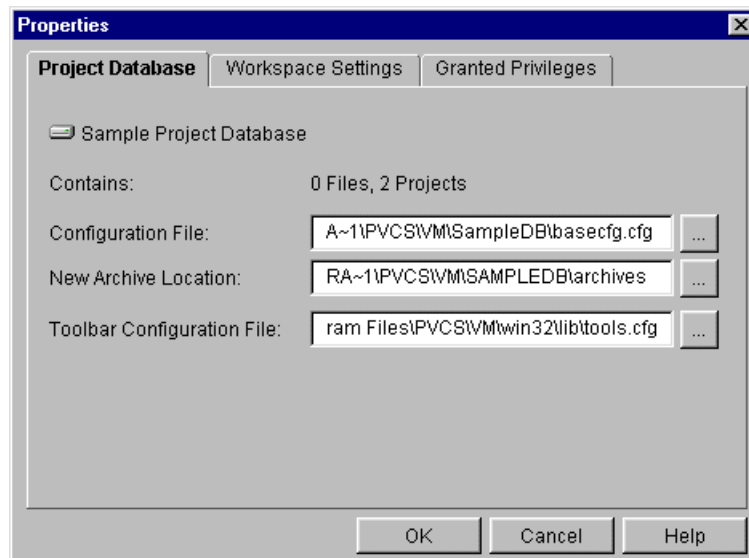 Properties
Project Database Workspace Settings Granted Privileges
Sample Project Database
Contains: 0 Files, 2 Projects
Configuration File: A~1\PVCS\VM\SampleDB\basecfg.cfg ...
New Archive Location: RA~1\PVCS\VM\SAMPLEDB\archives ...
Toolbar Configuration File: ram Files\PVCS\VM\win32\lib\tools.cfg ...
OK Cancel Help